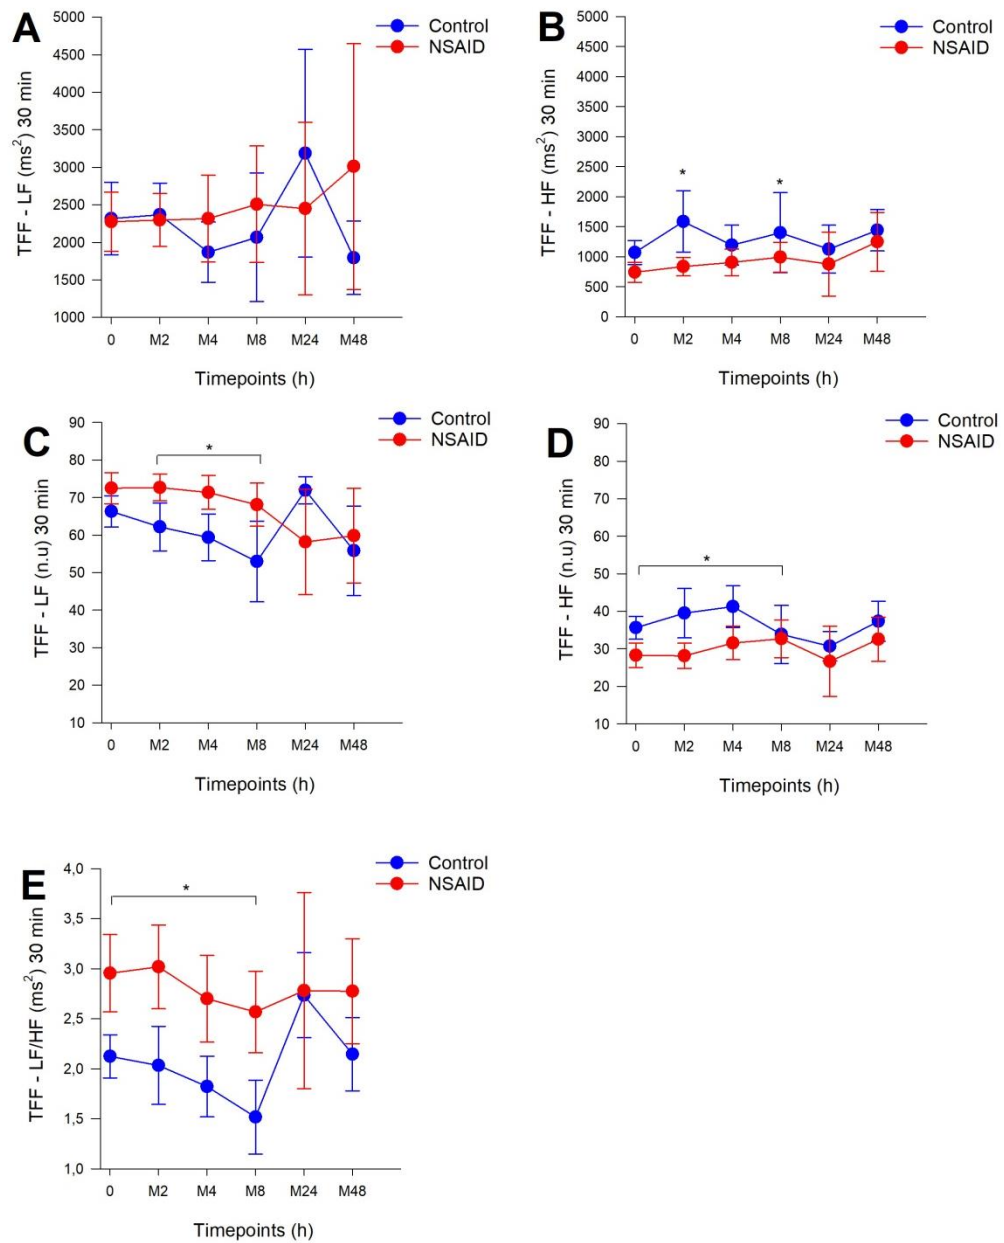 A
TFF - LF (ms²) 30 min
5000
4500
4000
3500
3000
2500
2000
1500
1000
Control
NSAID
0 M2 M4 M8 M24 M48
Timepoints (h)
B
TFF - HF (ms²) 30 min
5000
4500
4000
3500
3000
2500
2000
1500
1000
500
0
Control
NSAID
* *
0 M2 M4 M8 M24 M48
Timepoints (h)
C
TFF - LF (n.u) 30 min
90
80
70
60
50
40
30
20
10
Control
NSAID
*
0 M2 M4 M8 M24 M48
Timepoints (h)
D
TFF - HF (n.u) 30 min
90
80
70
60
50
40
30
20
10
Control
NSAID
*
0 M2 M4 M8 M24 M48
Timepoints (h)
E
TFF - LF/HF (ms²) 30 min
4,0
3,5
3,0
2,5
2,0
1,5
1,0
Control
NSAID
*
0 M2 M4 M8 M24 M48
Timepoints (h)